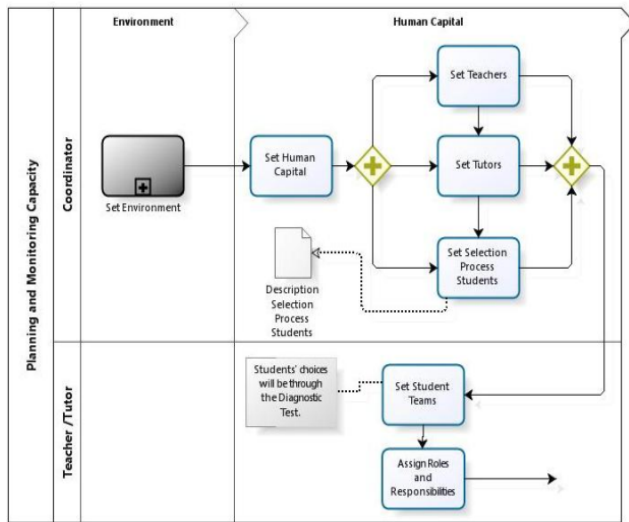 Environment
Human Capital
Planning and Monitoring Capacity
Coordinator
Set Environment
Set Human
Capital
Set Teachers
Set Tutors
Set Selection
Process
Students
Description
Selection
Process
Students
Teacher /Tutor
Students' choices
will be through
the Diagnostic
Test.
Set Student
Teams
Assign Roles
and
Responsibilities